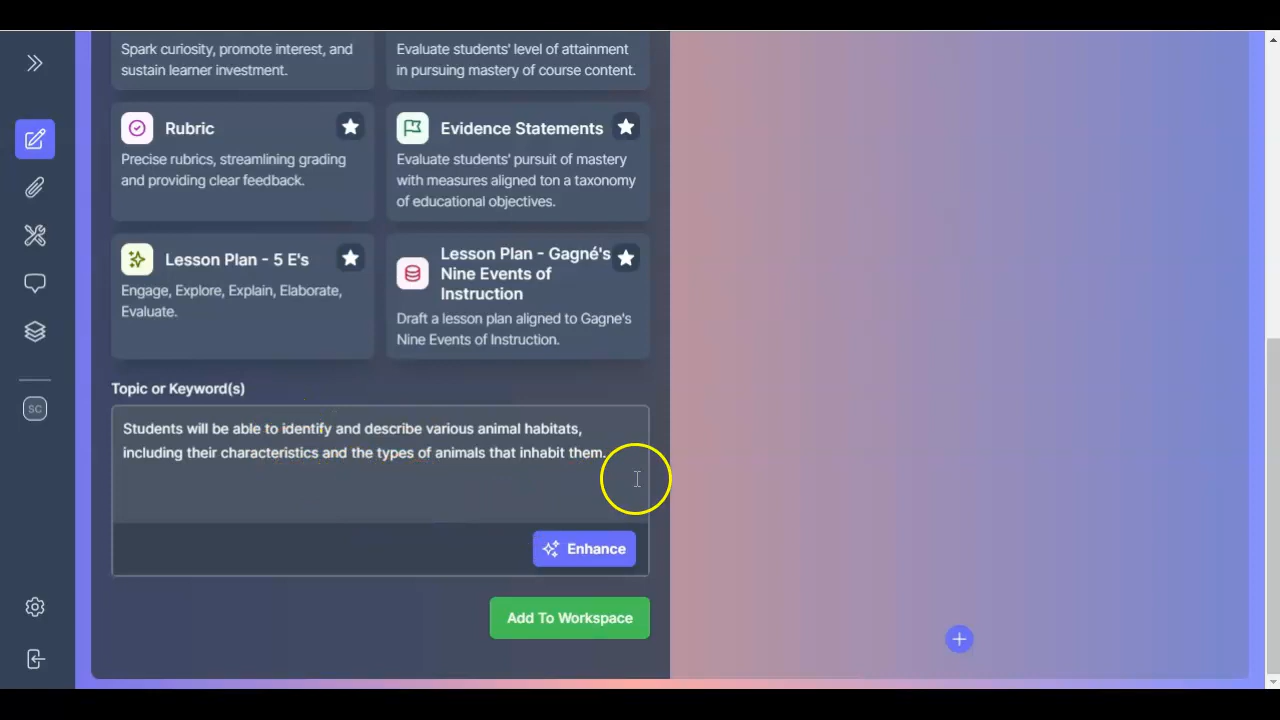 Spark curiosity, promote interest, and
sustain learner investment.
Evaluate students' level of attainment
in pursuing mastery of course content.
Rubric
Precise rubrics, streamlining grading
and providing clear feedback.
Evidence Statements
Evaluate students' pursuit of mastery
with measures aligned ton a taxonomy
of educational objectives.
Lesson Plan - 5 E's
Engage, Explore, Explain, Elaborate,
Evaluate.
Lesson Plan - Gagné's
Nine Events of
Instruction
Draft a lesson plan aligned to Gagne's
Nine Events of Instruction.
SC
Topic or Keyword(s)
Students will be able to identify and describe various animal habitats,
including their characteristics and the types of animals that inhabit them.
Enhance
Add To Workspace